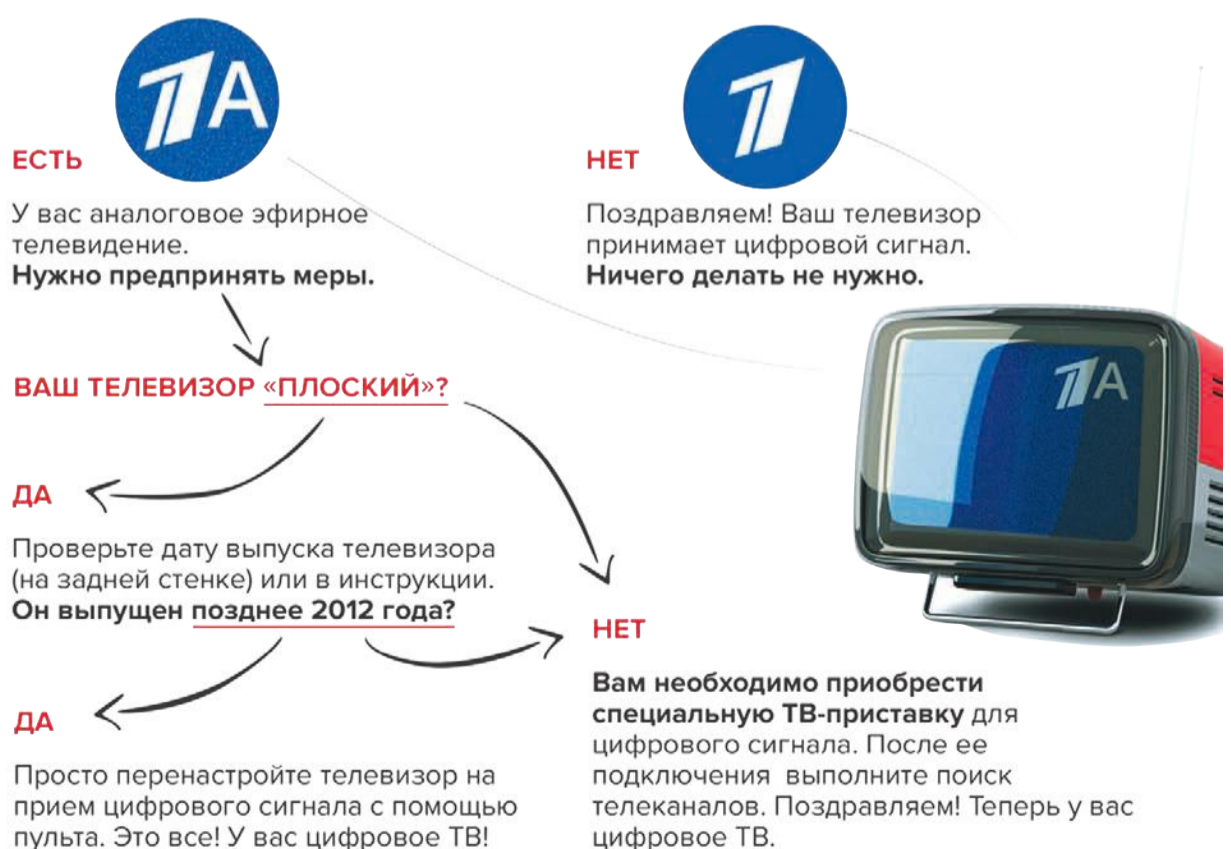 1А
1
ЕСТЬ
У вас аналоговое эфирное
телевидение.
Нужно предпринять меры.
НЕТ
Поздравляем! Ваш телевизор
принимает цифровой сигнал.
Ничего делать не нужно.
1А
ВАШ ТЕЛЕВИЗОР «ПЛОСКИЙ»?
ДА
Проверьте дату выпуска телевизора
(на задней стенке) или в инструкции.
Он выпущен позднее 2012 года?
ДА
Просто перенастройте телевизор на
прием цифрового сигнала с помощью
пульта. Это все! У вас цифровое ТВ!
НЕТ
Вам необходимо приобрести
специальную ТВ-приставку для
цифрового сигнала. После ее
подключения выполните поиск
телеканалов. Поздравляем! Теперь у вас
цифровое ТВ.